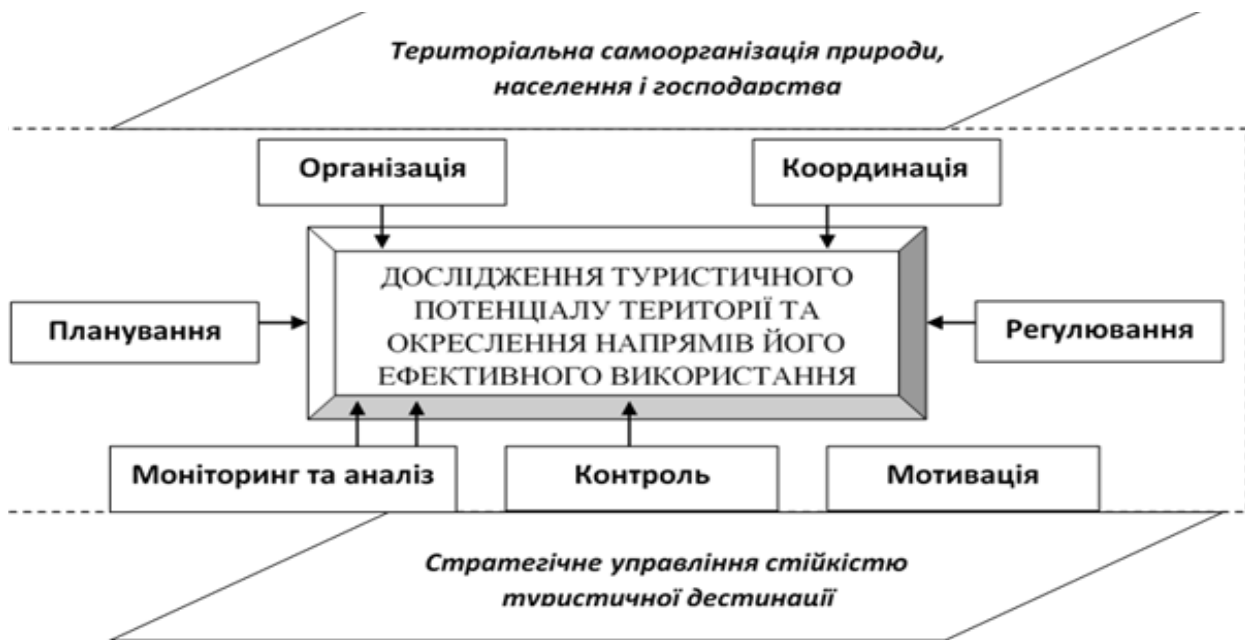 Територіальна самоорганізація природи,
населення і господарства
Організація
Координація
ДОСЛІДЖЕННЯ ТУРИСТИЧНОГО
ПОТЕНЦІАЛУ ТЕРИТОРІЇ ТА
ОКРЕСЛЕННЯ НАПРЯМІВ ЙОГО
ЕФЕКТИВНОГО ВИКОРИСТАННЯ
Планування
Регулювання
Моніторинг та аналіз
Контроль
Мотивація
Стратегічне управління стійкістю
туристичної дестинації